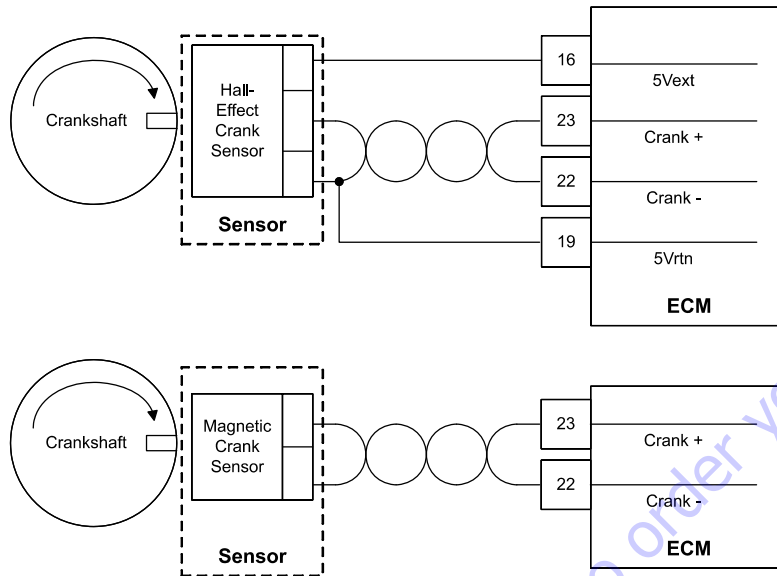 Crankshaft
Hall-
Effect
Crank
Sensor
Sensor
16
5Vext
23
Crank +
22
Crank -
19
5Vrtn
ECM
Crankshaft
Magnetic
Crank
Sensor
Sensor
23
Crank +
22
Crank -
ECM
order